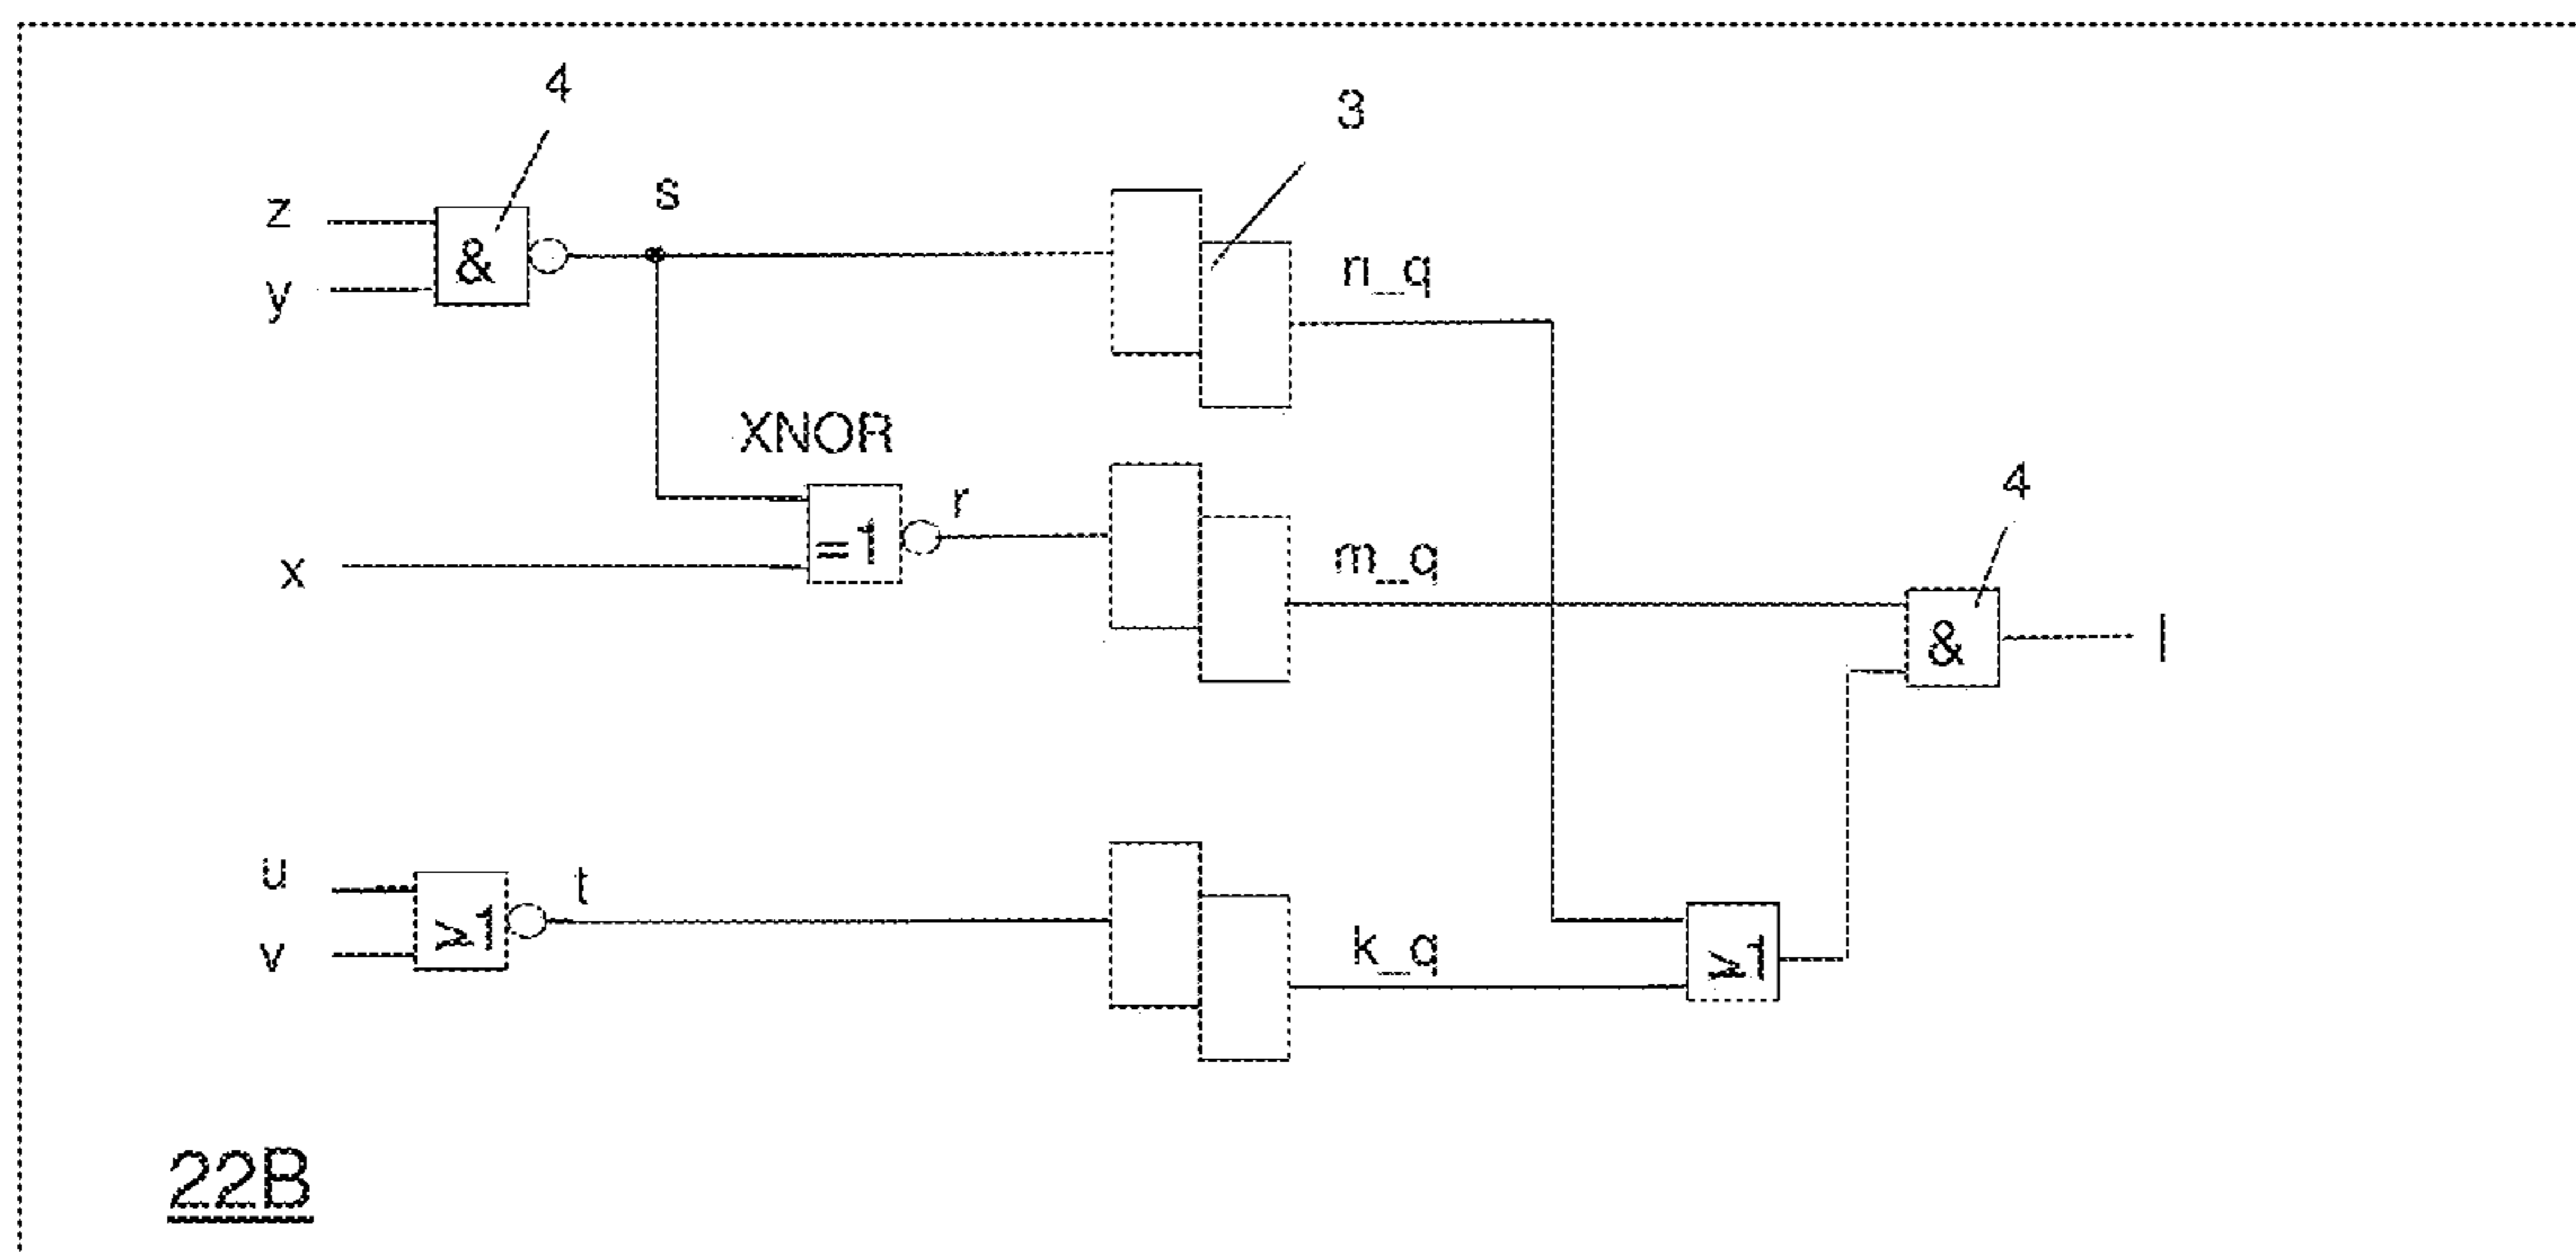 4
3
z
s
&
y
n_q
XNOR
r
4
=1
m_q
x
&
l
u
t
≥1
v
k_q
≥1
22B